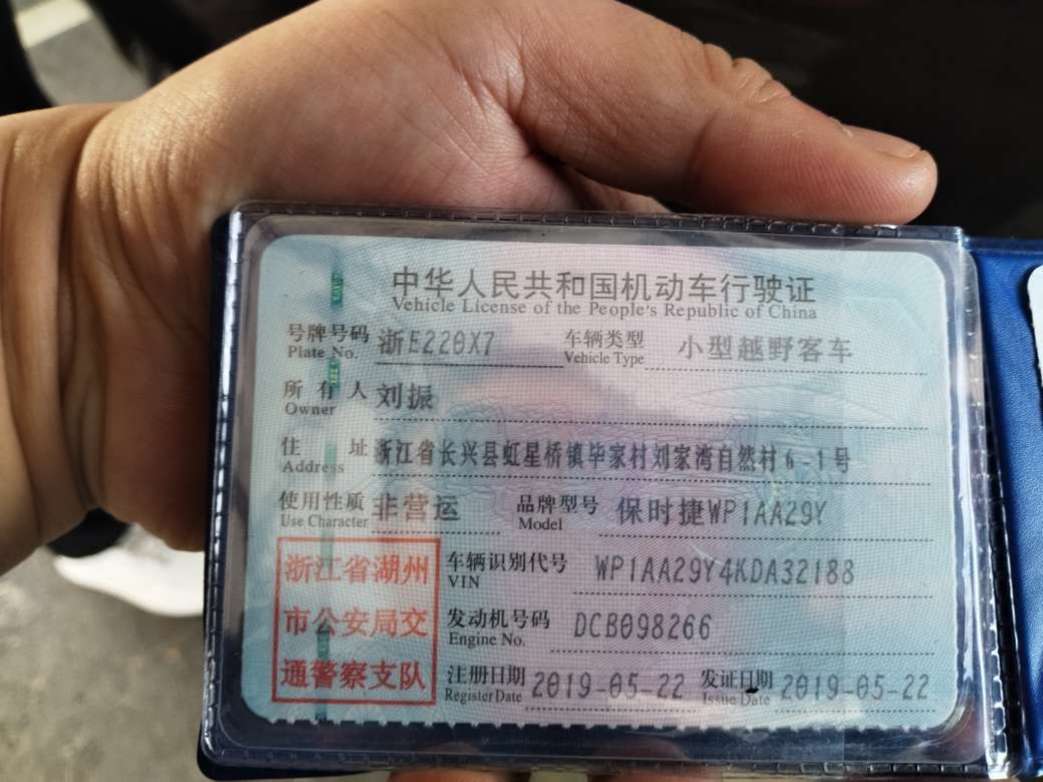 中华人民共和国机动车行驶证
Vehicle License of the People's Republic of China
号牌号码 浙E220X7 车辆类型 小型越野客车
Plate No. Vehicle Type
所有人 刘振
Owner
住址 浙江省长兴县虹星桥镇毕家村刘家湾自然村6-1号
Address
使用性质 非营运 品牌型号 保时捷WP1AA29Y
Use Character Model
浙江省湖州
市公安局交
通警察支队
车辆识别代号 WP1AA29Y4KDA32188
VIN
发动机号码 DCB098266
Engine No.
注册日期 2019-05-22 发证日期 2019-05-22
Register Date Issue Date